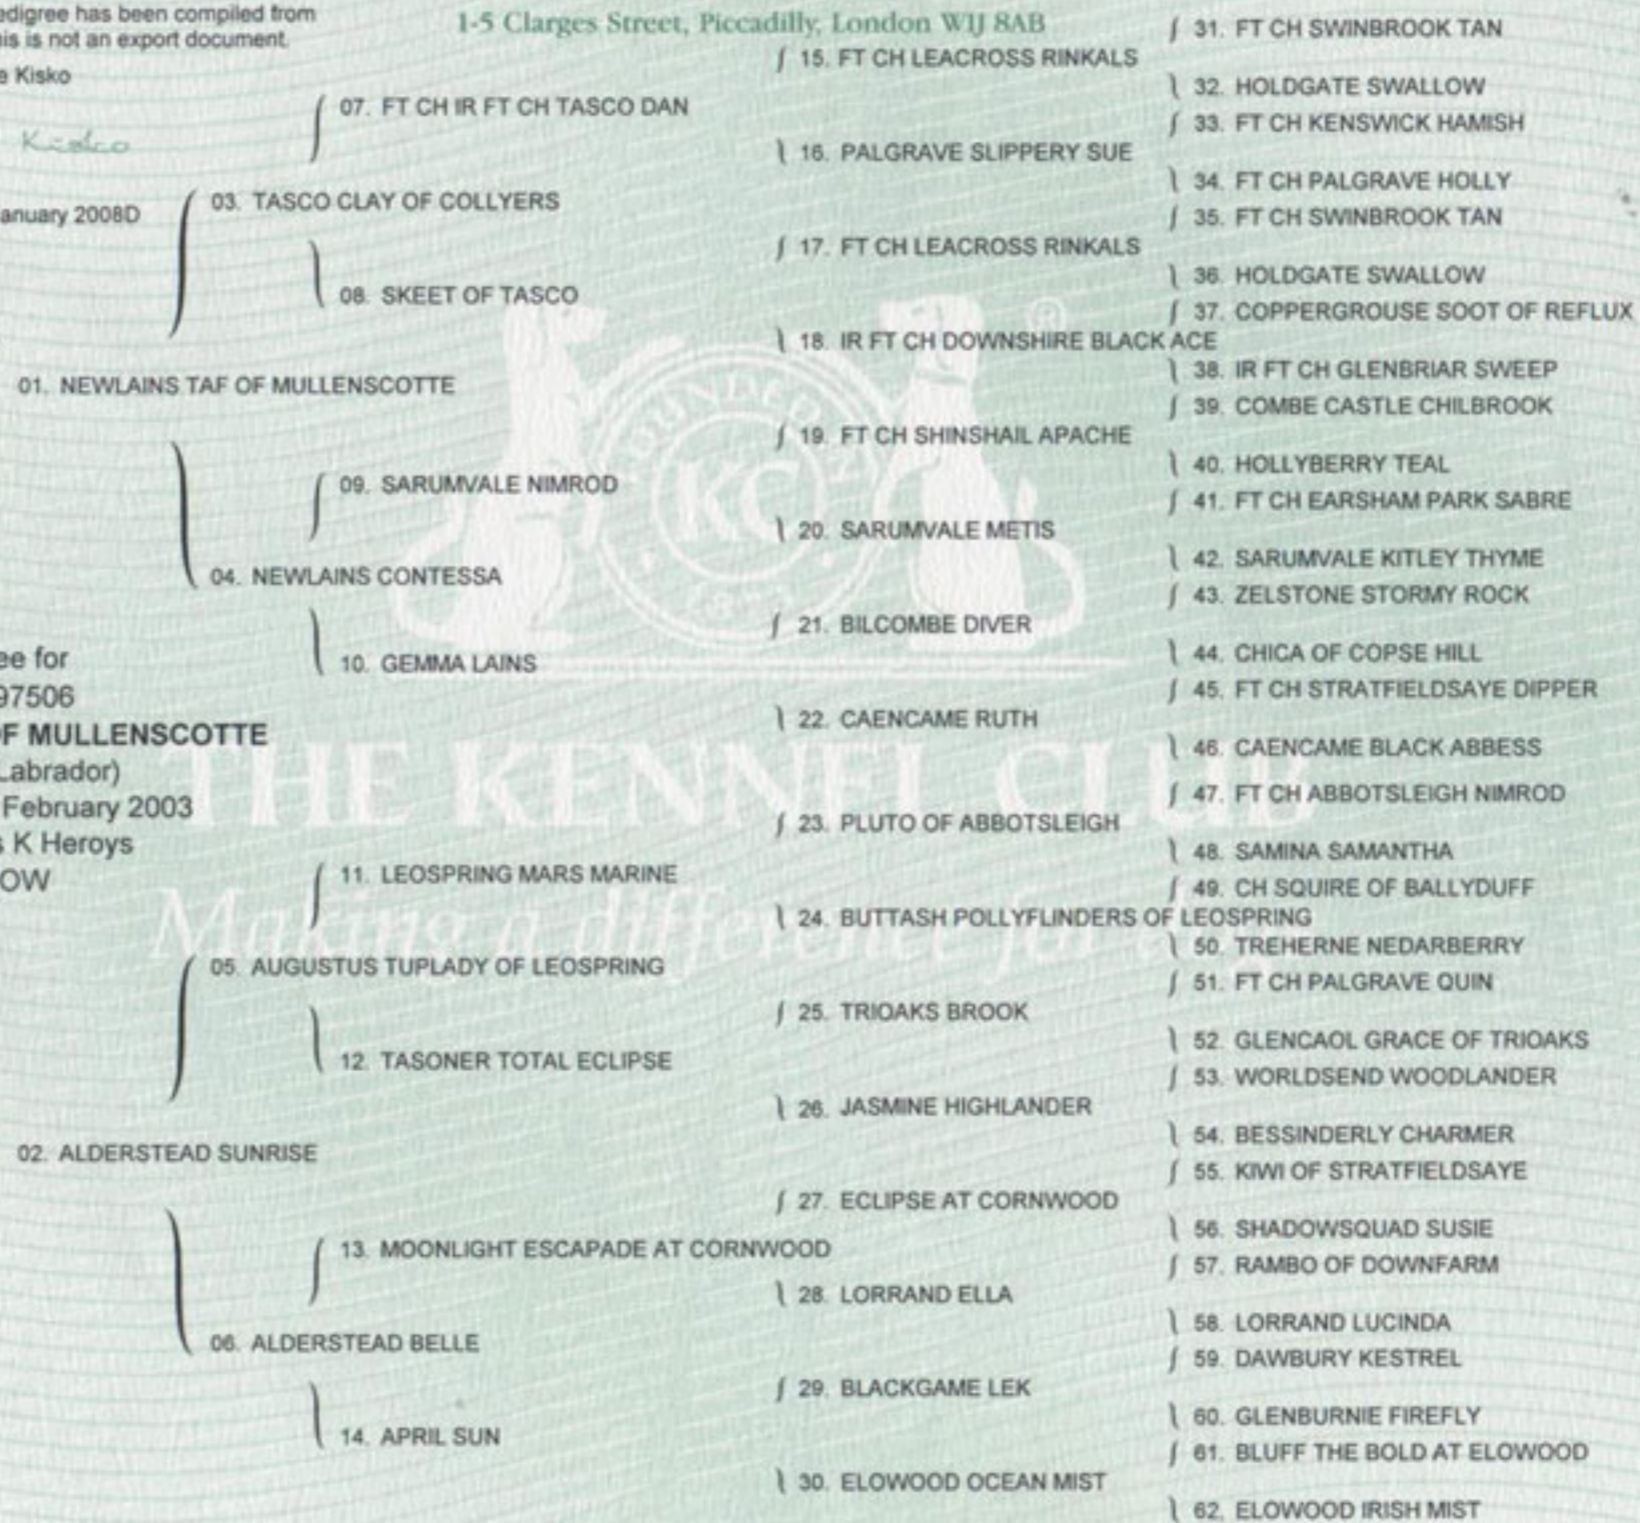 edigree has been compiled from
his is not an export document.
e Kisko
Kisko
anuary 2008D
ee for
97506
OF MULLENSCOTTE
Labrador)
February 2003
s K Heroys
OW
1-5 Clarges Street, Piccadilly, London W1J 8AB
THE KENNEL CLUB
Making a difference for d
KC
01. NEWLAINS TAF OF MULLENSCOTTE
02. ALDERSTEAD SUNRISE
03. TASCO CLAY OF COLLYERS
04. NEWLAINS CONTESSA
05. AUGUSTUS TUPLADY OF LEOSPRING
06. ALDERSTEAD BELLE
07. FT CH IR FT CH TASCO DAN
08. SKEET OF TASCO
09. SARUMVALE NIMROD
10. GEMMA LAINS
11. LEOSPRING MARS MARINE
12. TASONER TOTAL ECLIPSE
13. MOONLIGHT ESCAPADE AT CORNWOOD
14. APRIL SUN
15. FT CH LEACROSS RINKALS
16. PALGRAVE SLIPPERY SUE
17. FT CH LEACROSS RINKALS
18. IR FT CH DOWNSHIRE BLACK ACE
19. FT CH SHINSHAIL APACHE
20. SARUMVALE METIS
21. BILCOMBE DIVER
22. CAENCAME RUTH
23. PLUTO OF ABBOTSLEIGH
24. BUTTASH POLLYFLINDERS OF LEOSPRING
25. TRIOAKS BROOK
26. JASMINE HIGHLANDER
27. ECLIPSE AT CORNWOOD
28. LORRAND ELLA
29. BLACKGAME LEK
30. ELOWOOD OCEAN MIST
31. FT CH SWINBROOK TAN
32. HOLDGATE SWALLOW
33. FT CH KENSWICK HAMISH
34. FT CH PALGRAVE HOLLY
35. FT CH SWINBROOK TAN
36. HOLDGATE SWALLOW
37. COPPERGROUSE SOOT OF REFLUX
38. IR FT CH GLENBRIAR SWEEP
39. COMBE CASTLE CHILBROOK
40. HOLLYBERRY TEAL
41. FT CH EARSHAM PARK SABRE
42. SARUMVALE KITLEY THYME
43. ZELSTONE STORMY ROCK
44. CHICA OF COPSE HILL
45. FT CH STRATFIELDSAYE DIPPER
46. CAENCAME BLACK ABBESS
47. FT CH ABBOTSLEIGH NIMROD
48. SAMINA SAMANTHA
49. CH SQUIRE OF BALLYDUFF
50. TREHERNE NEDARBERRY
51. FT CH PALGRAVE QUIN
52. GLENCAOL GRACE OF TRIOAKS
53. WORLDSEND WOODLANDER
54. BESSINDERLY CHARMER
55. KIWI OF STRATFIELDSAYE
56. SHADOWSQUAD SUSIE
57. RAMBO OF DOWNFARM
58. LORRAND LUCINDA
59. DAWBURY KESTREL
60. GLENBURNIE FIREFLY
61. BLUFF THE BOLD AT ELOWOOD
62. ELOWOOD IRISH MIST